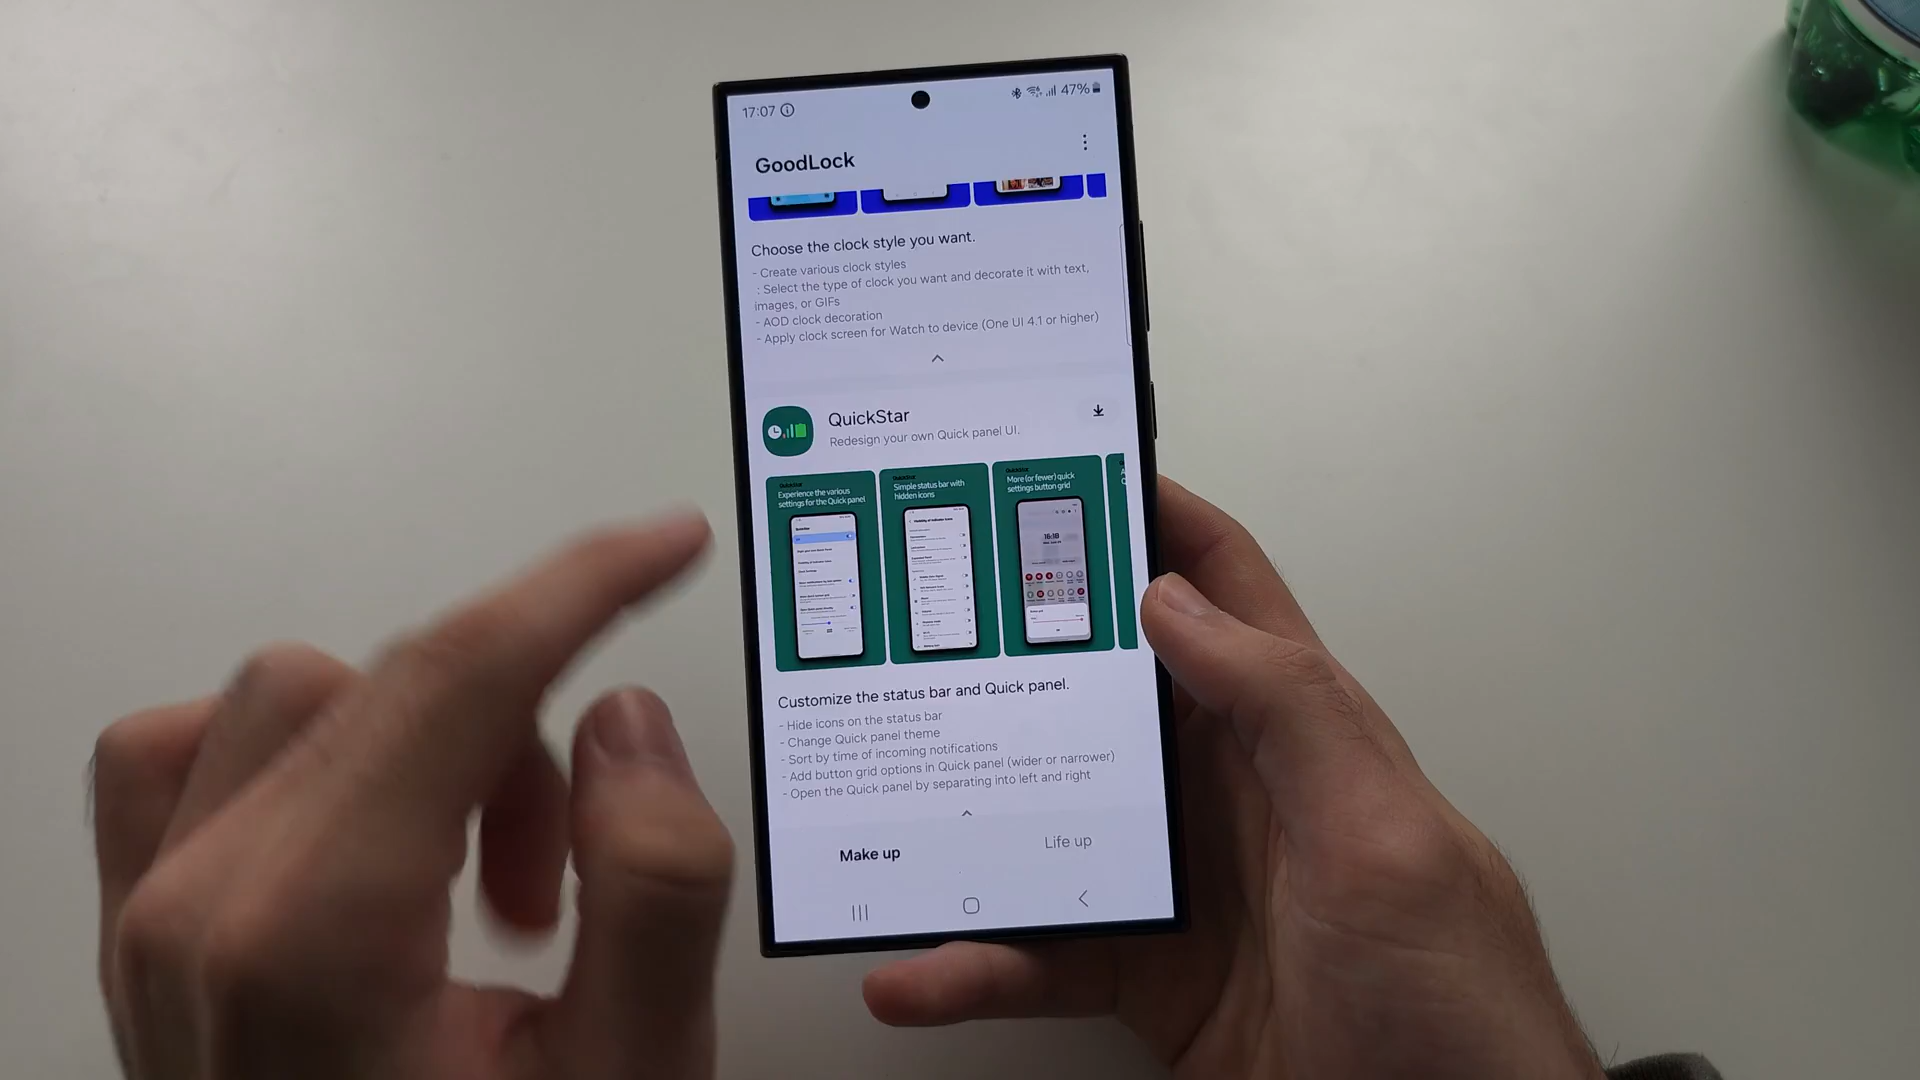 17:07
47%
GoodLock
Choose the clock style you want.
- Create various clock styles
: Select the type of clock you want and decorate it with text,
images, or GIFs
- AOD clock decoration
- Apply clock screen for Watch to device (One UI 4.1 or higher)
QuickStar
Redesign your own Quick panel UI.
QuickStar
Experience the various
settings for the Quick panel
QuickStar
Simple status bar with
hidden icons
QuickStar
More (or fewer) quick
settings button grid
16:18
Customize the status bar and Quick panel.
- Hide icons on the status bar
- Change Quick panel theme
- Sort by time of incoming notifications
- Add button grid options in Quick panel (wider or narrower)
- Open the Quick panel by separating into left and right
Make up
Life up